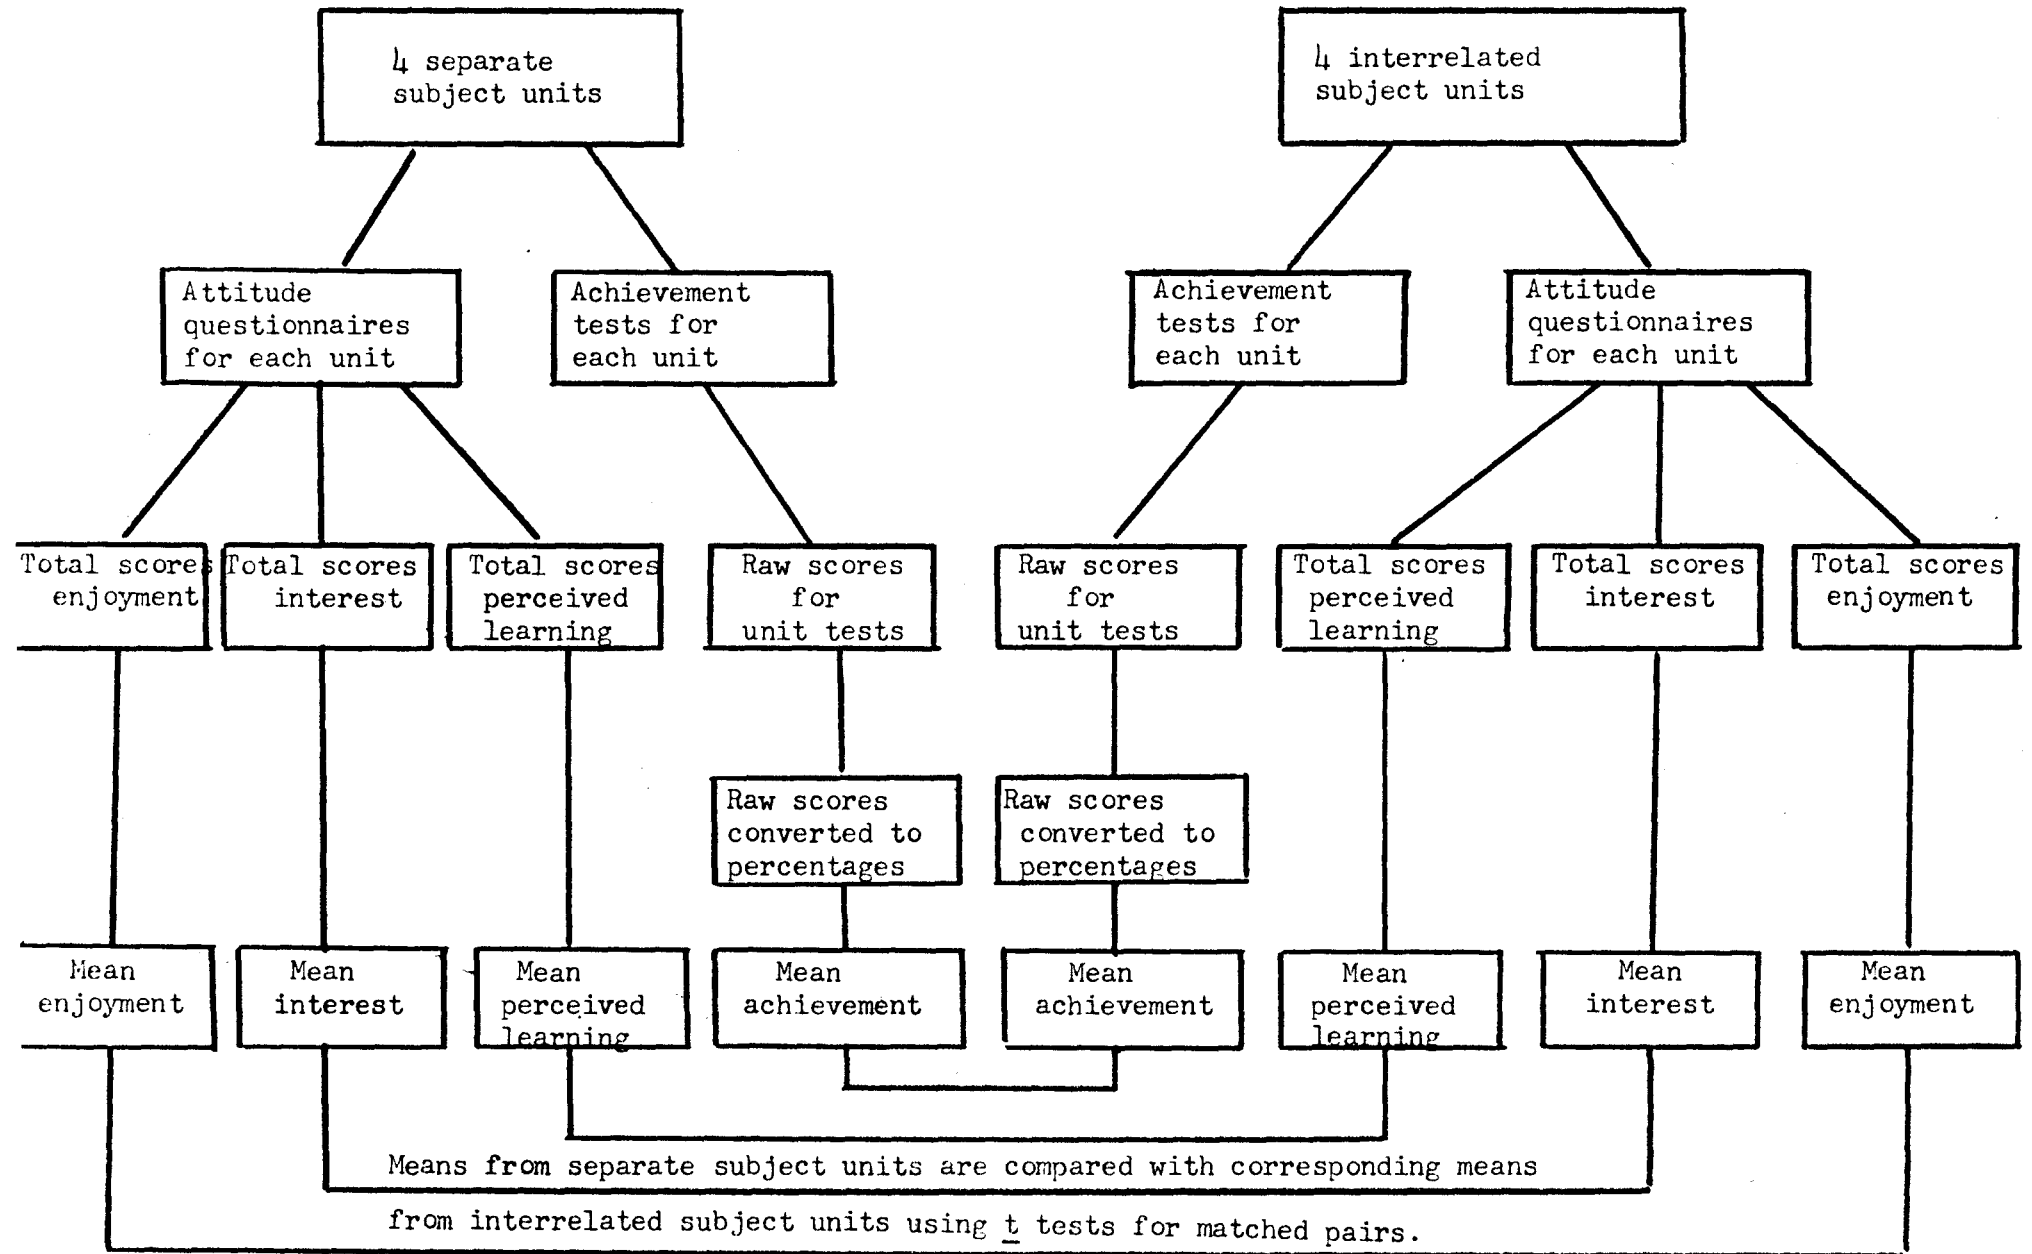 4 separate
subject units
4 interrelated
subject units
Attitude
questionnaires
for each unit
Achievement
tests for
each unit
Achievement
tests for
each unit
Attitude
questionnaires
for each unit
Total scores
enjoyment
Total scores
interest
Total scores
perceived
learning
Raw scores
for
unit tests
Raw scores
for
unit tests
Total scores
perceived
learning
Total scores
interest
Total scores
enjoyment
Raw scores
converted to
percentages
Raw scores
converted to
percentages
Mean
enjoyment
Mean
interest
Mean
perceived
learning
Mean
achievement
Mean
achievement
Mean
perceived
learning
Mean
interest
Mean
enjoyment
Means from separate subject units are compared with corresponding means
from interrelated subject units using t tests for matched pairs.